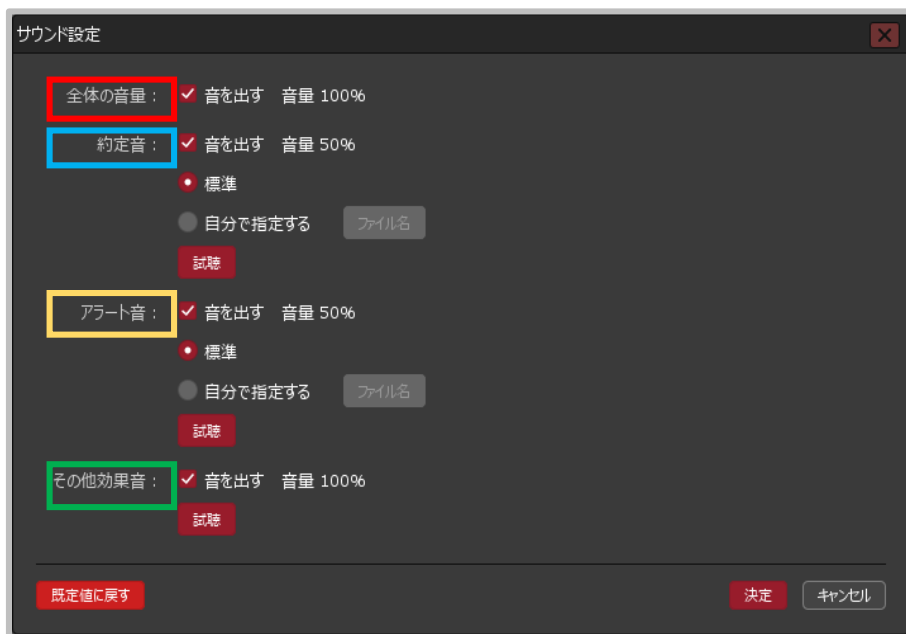 サウンド設定
全体の音量： 音を出す 音量 100%
約定音： 音を出す 音量 50%
標準
自分で指定する ファイル名
試聴
アラート音： 音を出す 音量 50%
標準
自分で指定する ファイル名
試聴
その他効果音： 音を出す 音量 100%
試聴
既定値に戻す 決定 キャンセル